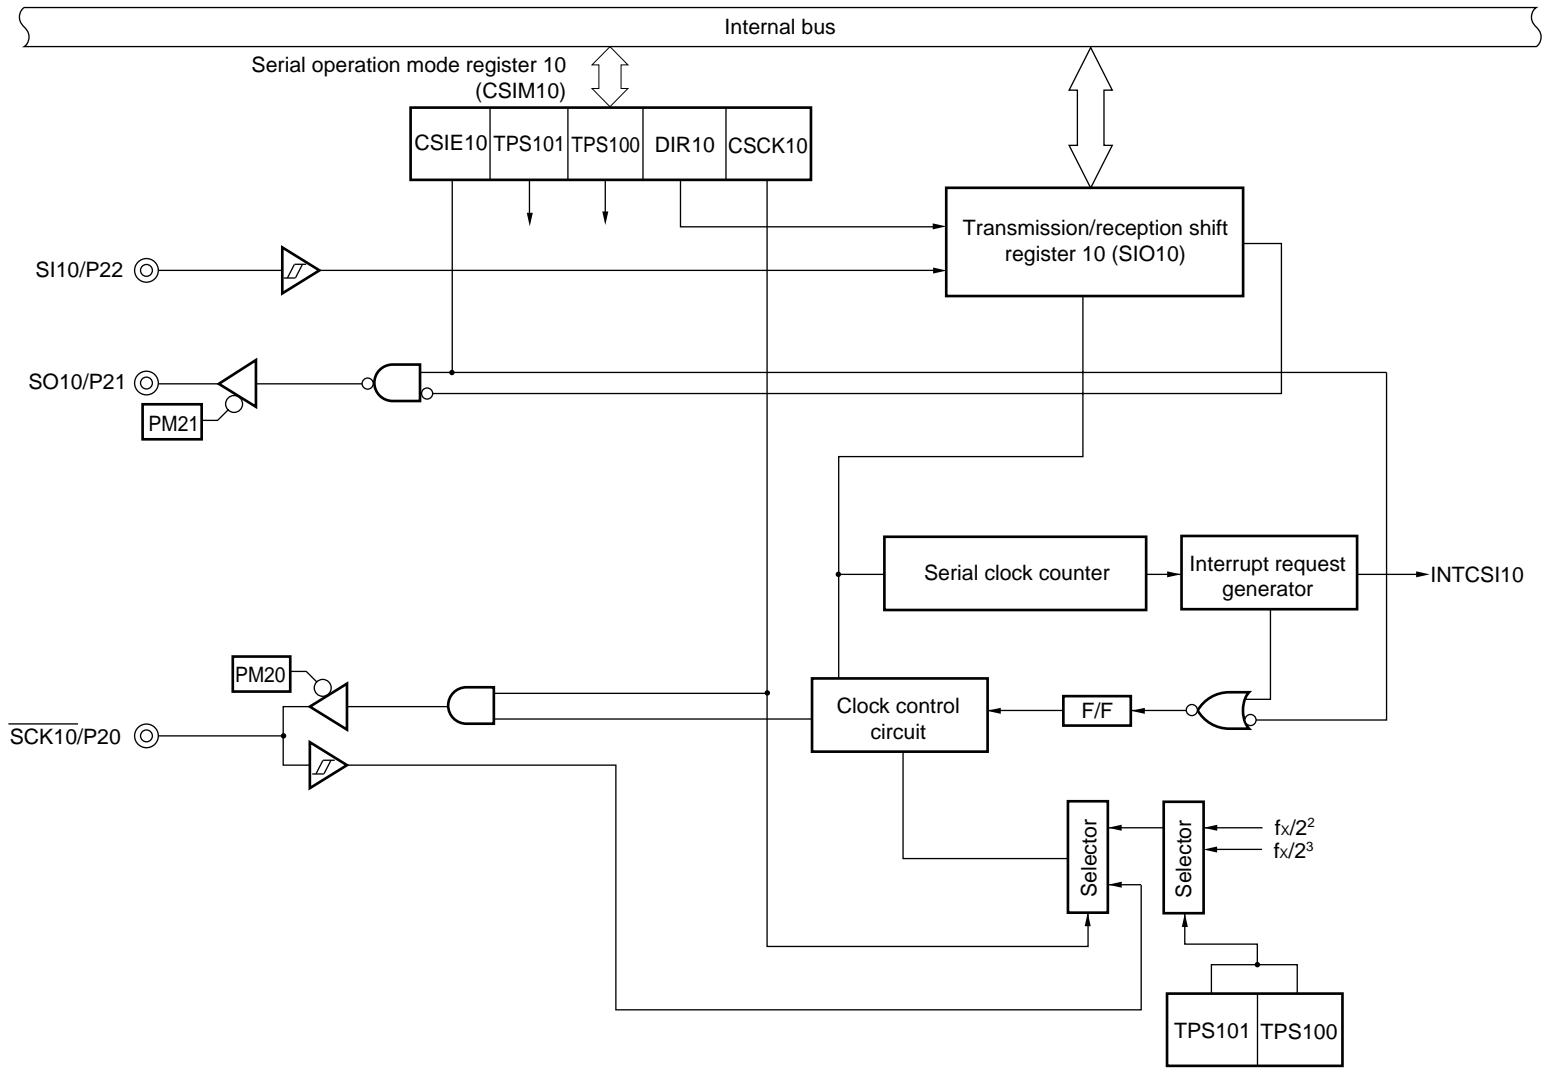 Internal bus
Serial operation mode register 10
(CSIM10)
CSIE10 TPS101 TPS100 DIR10 CSCK10
Transmission/reception shift
register 10 (SIO10)
SI10/P22
SO10/P21
PM21
Serial clock counter
Interrupt request
generator
INTCSI10
PM20
SCK10/P20
Clock control
circuit
F/F
Selector
Selector
fX/2²
fX/2³
TPS101 TPS100